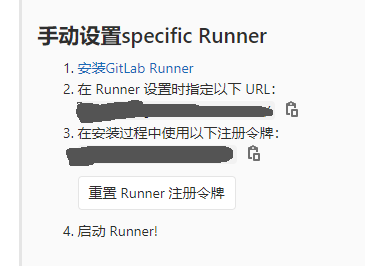 手动设置specific Runner
1. 安装GitLab Runner
2. 在 Runner 设置时指定以下 URL：
3. 在安装过程中使用以下注册令牌：
重置 Runner 注册令牌
4. 启动 Runner!